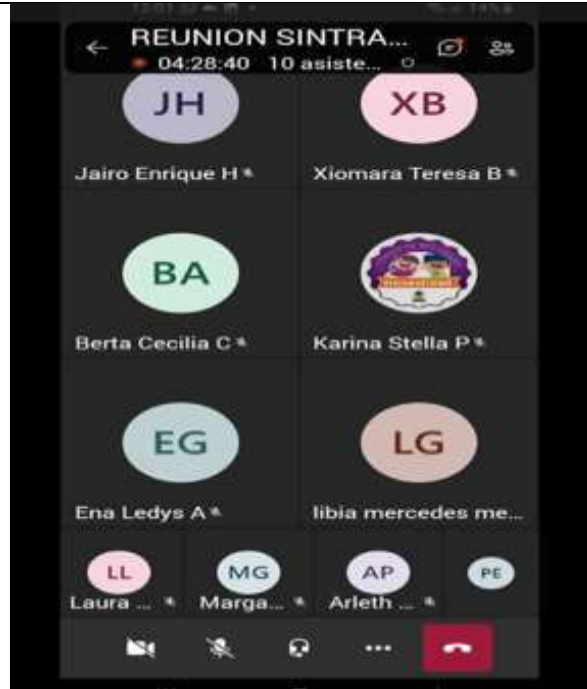 REUNION SINTRA...
04:28:40 10 asiste...
JH
XB
Jairo Enrique H
Xiomara Teresa B
BA
Berta Cecilia C
Karina Stella P
EG
LG
Ena Ledys A
libia mercedes me...
LL
MG
AP
PE
Laura ...
Marga...
Arleth ...